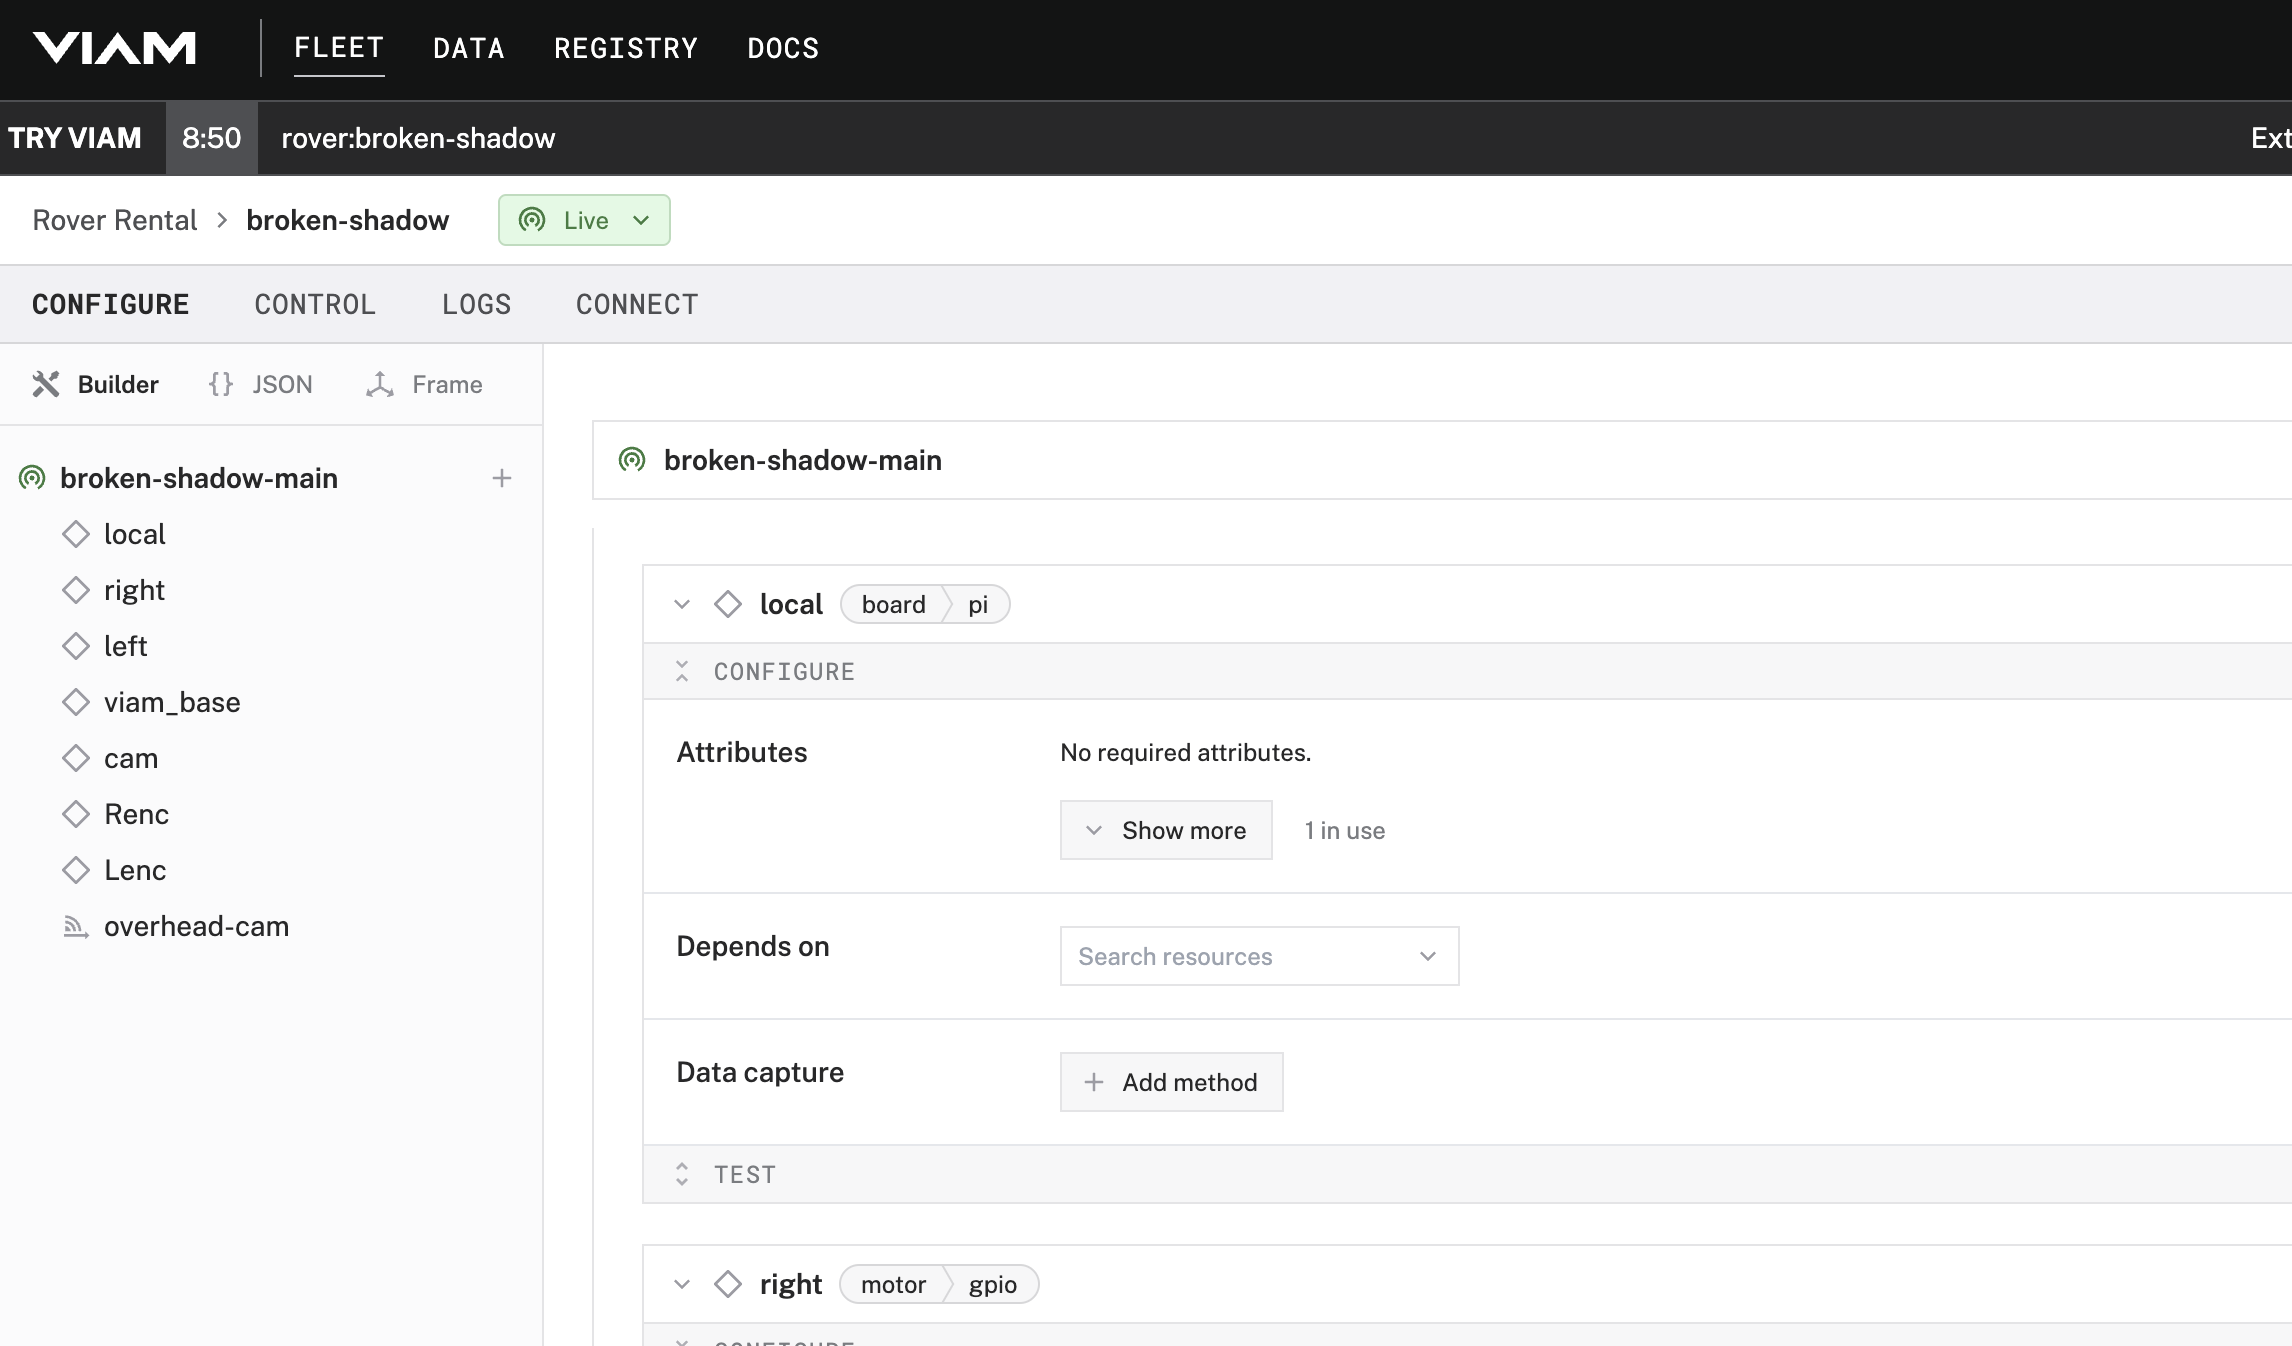 VIAM FLEET DATA REGISTRY DOCS
TRY VIAM 8:50 rover:broken-shadow Ext
Rover Rental > broken-shadow Live
CONFIGURE CONTROL LOGS CONNECT
Builder {} JSON Frame
broken-shadow-main +
local
right
left
viam_base
cam
Renc
Lenc
overhead-cam
broken-shadow-main
local board pi
CONFIGURE
Attributes No required attributes.
Show more 1 in use
Depends on Search resources
Data capture + Add method
TEST
right motor gpio
CONFIGURE